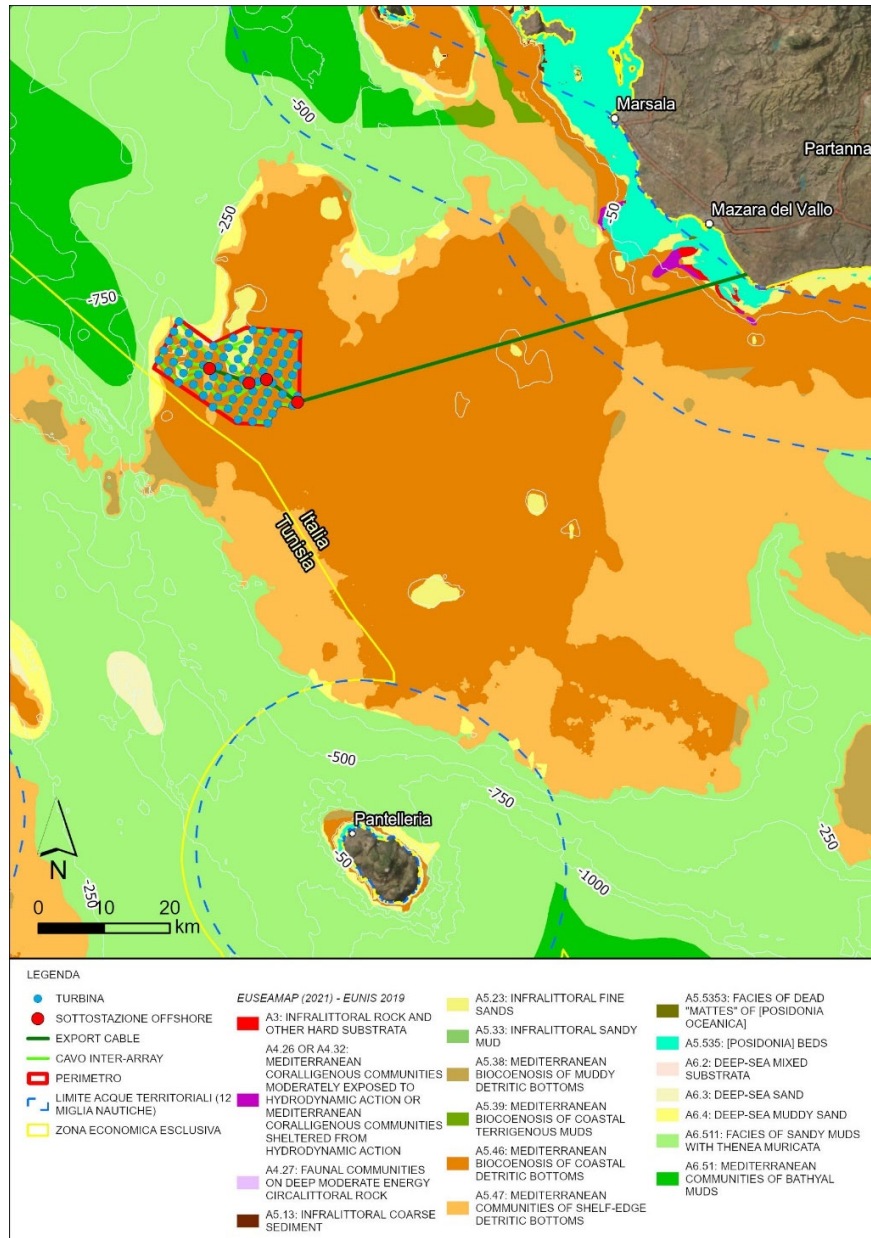 Marsala
Partanna
-500
-50
Mazara del Vallo
-250
-750
Italia
Tunisia
-500
-750
Pantelleria
-50
-250
-250
-1000
N
0 10 20
km
LEGENDA
TURBINA
SOTTOSTAZIONE OFFSHORE
EXPORT CABLE
CAVO INTER-ARRAY
PERIMETRO
LIMITE ACQUE TERRITORIALI (12
MIGLIA NAUTICHE)
ZONA ECONOMICA ESCLUSIVA
EUSEAMAP (2021) - EUNIS 2019
A3: INFRALITTORAL ROCK AND
OTHER HARD SUBSTRATA
A4.26 OR A4.32:
MEDITERRANEAN
CORALLIGENOUS COMMUNITIES
MODERATELY EXPOSED TO
HYDRODYNAMIC ACTION OR
MEDITERRANEAN
CORALLIGENOUS COMMUNITIES
SHELTERED FROM
HYDRODYNAMIC ACTION
A4.27: FAUNAL COMMUNITIES
ON DEEP MODERATE ENERGY
CIRCALITTORAL ROCK
A5.13: INFRALITTORAL COARSE
SEDIMENT
A5.23: INFRALITTORAL FINE
SANDS
A5.33: INFRALITTORAL SANDY
MUD
A5.38: MEDITERRANEAN
BIOCOENOSIS OF MUDDY
DETRITIC BOTTOMS
A5.39: MEDITERRANEAN
BIOCOENOSIS OF COASTAL
TERRIGENOUS MUDS
A5.46: MEDITERRANEAN
BIOCOENOSIS OF COASTAL
DETRITIC BOTTOMS
A5.47: MEDITERRANEAN
COMMUNITIES OF SHELF-EDGE
DETRITIC BOTTOMS
A5.5353: FACIES OF DEAD
"MATTES" OF [POSIDONIA
OCEANICA]
A5.535: [POSIDONIA] BEDS
A6.2: DEEP-SEA MIXED
SUBSTRATA
A6.3: DEEP-SEA SAND
A6.4: DEEP-SEA MUDDY SAND
A6.511: FACIES OF SANDY MUDS
WITH THENEA MURICATA
A6.51: MEDITERRANEAN
COMMUNITIES OF BATHYAL
MUDS